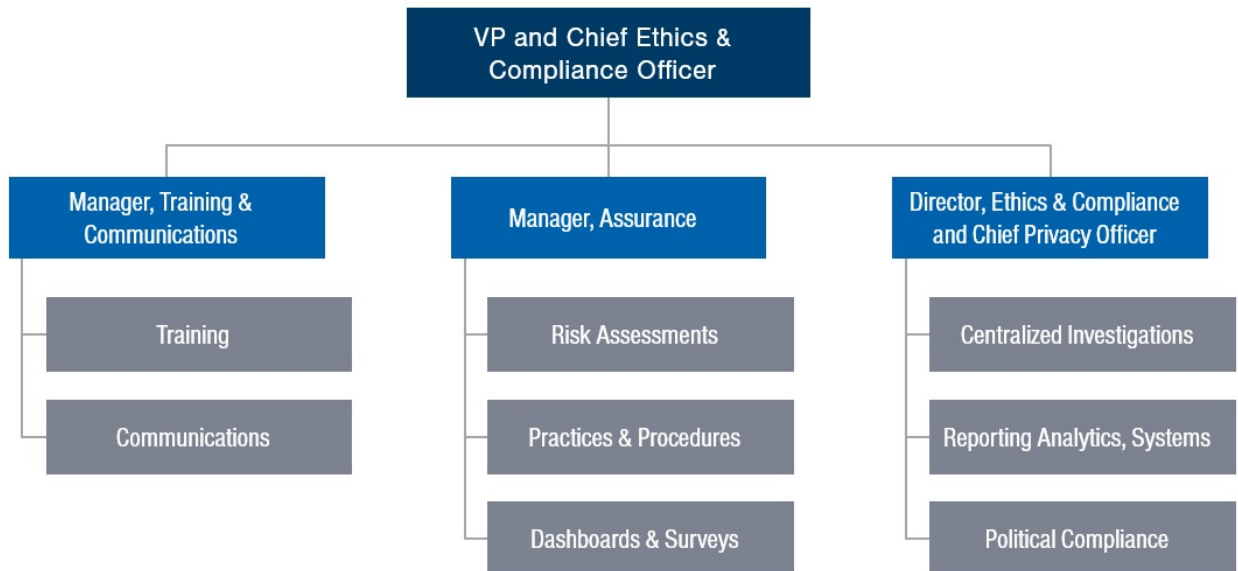 VP and Chief Ethics &
Compliance Officer
Manager, Training &
Communications
Manager, Assurance
Director, Ethics & Compliance
and Chief Privacy Officer
Training
Communications
Risk Assessments
Practices & Procedures
Dashboards & Surveys
Centralized Investigations
Reporting Analytics, Systems
Political Compliance